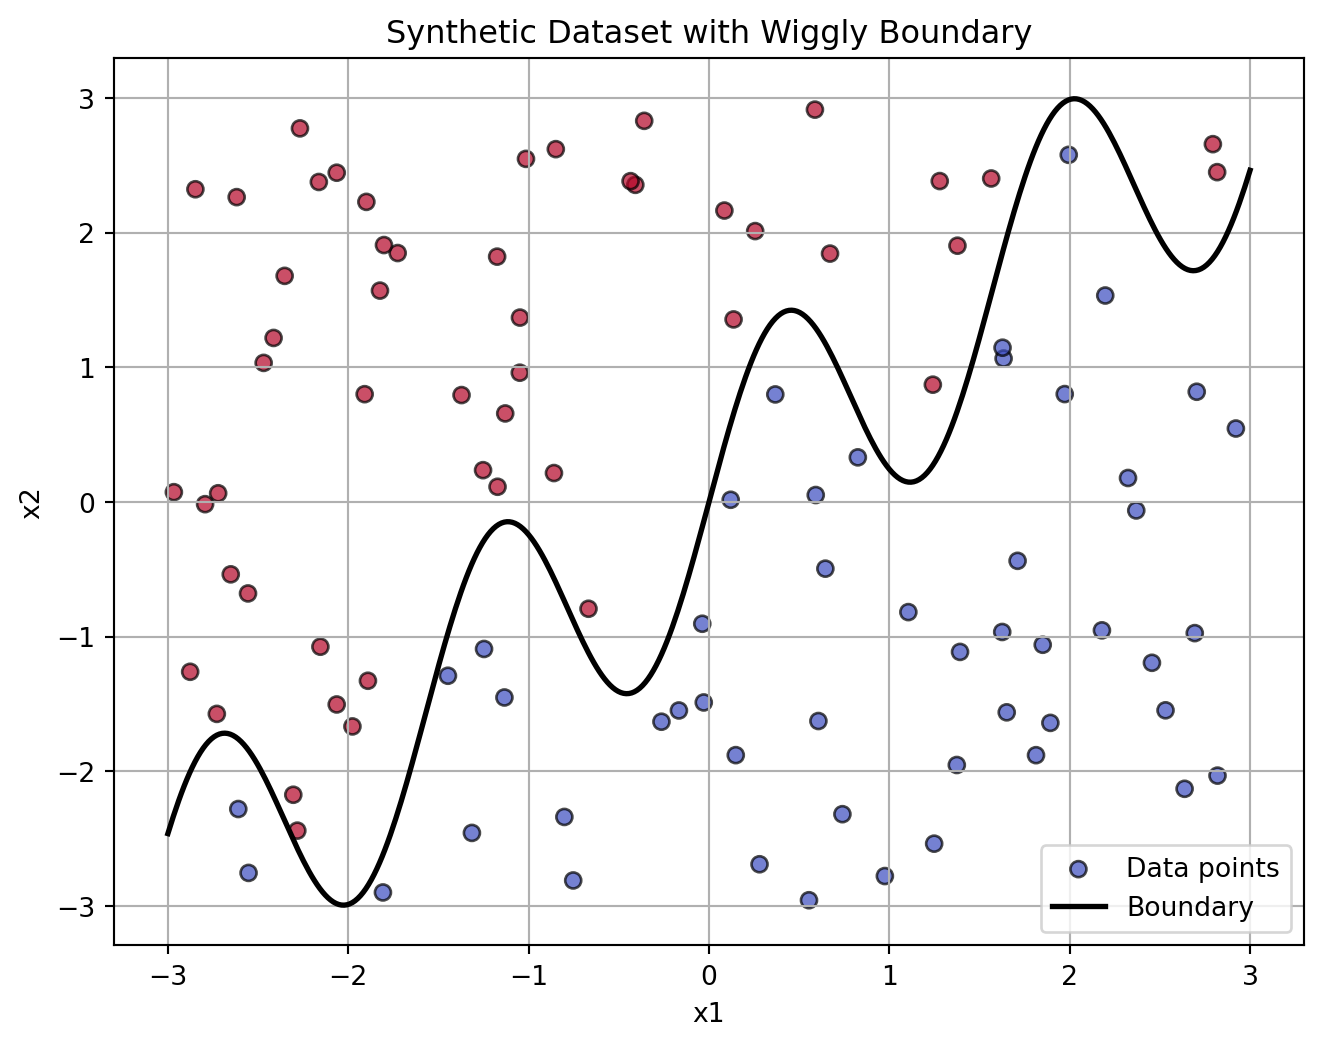 Synthetic Dataset with Wiggly Boundary
3
2
1
0
−1
−2
−3
x2
Data points
Boundary
−3 −2 −1 0 1 2 3
x1